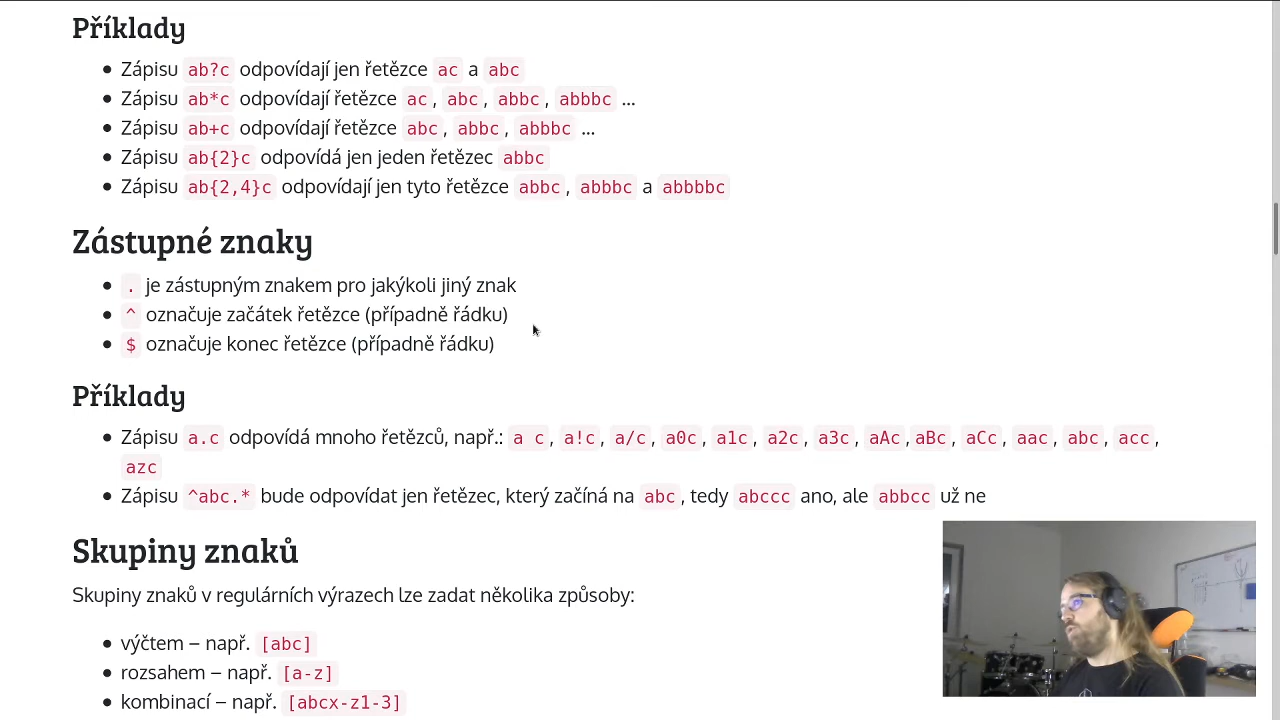 Příklady
• Zápisu ab?c odpovídají jen řetězce ac a abc
• Zápisu ab*c odpovídají řetězce ac, abc, abbc, abbbc ...
• Zápisu ab+c odpovídají řetězce abc, abbc, abbbc ...
• Zápisu ab{2}c odpovídá jen jeden řetězec abbc
• Zápisu ab{2,4}c odpovídají jen tyto řetězce abbc, abbbc a abbbbc
Zástupné znaky
• . je zástupným znakem pro jakýkoli jiný znak
• ^ označuje začátek řetězce (případně řádku)
• $ označuje konec řetězce (případně řádku)
Příklady
• Zápisu a.c odpovídá mnoho řetězců, např.: a c, a!c, a/c, a0c, a1c, a2c, a3c, aAc,aBc, aCc, aac, abc, acc,
azc
• Zápisu ^abc.* bude odpovídat jen řetězec, který začíná na abc, tedy abccc ano, ale abbcc už ne
Skupiny znaků
Skupiny znaků v regulárních výrazech lze zadat několika způsoby:
• výčtem – např. [abc]
• rozsahem – např. [a-z]
• kombinací – např. [abcx-z1-3]